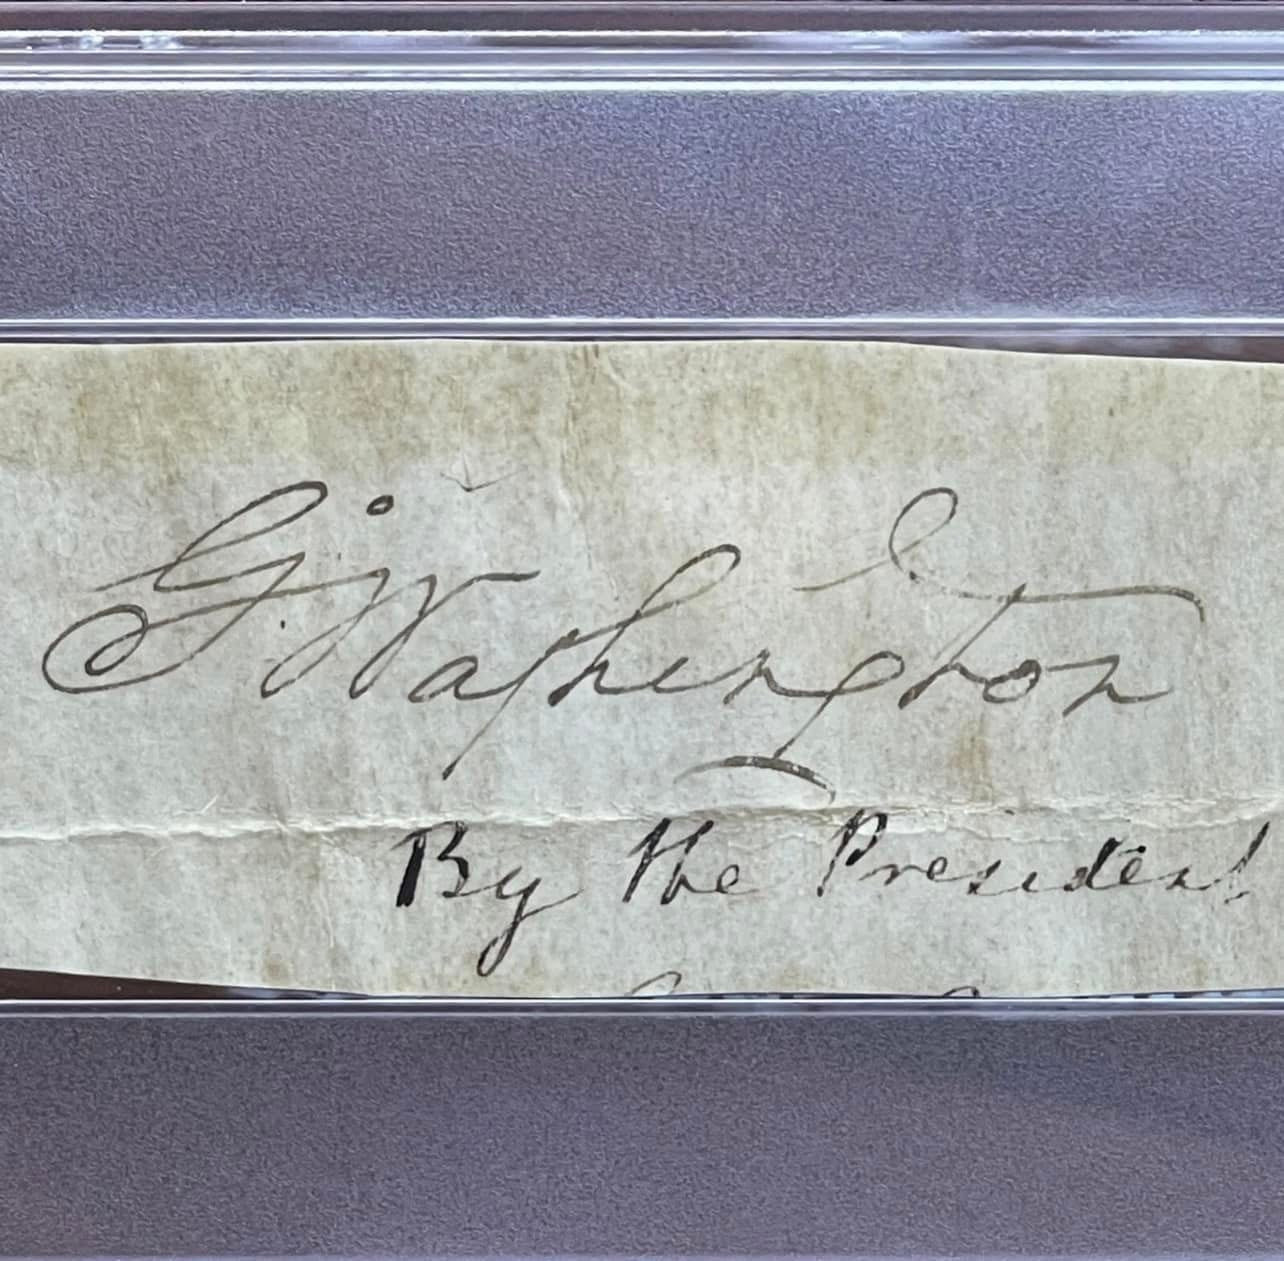 G:Washington
By the President